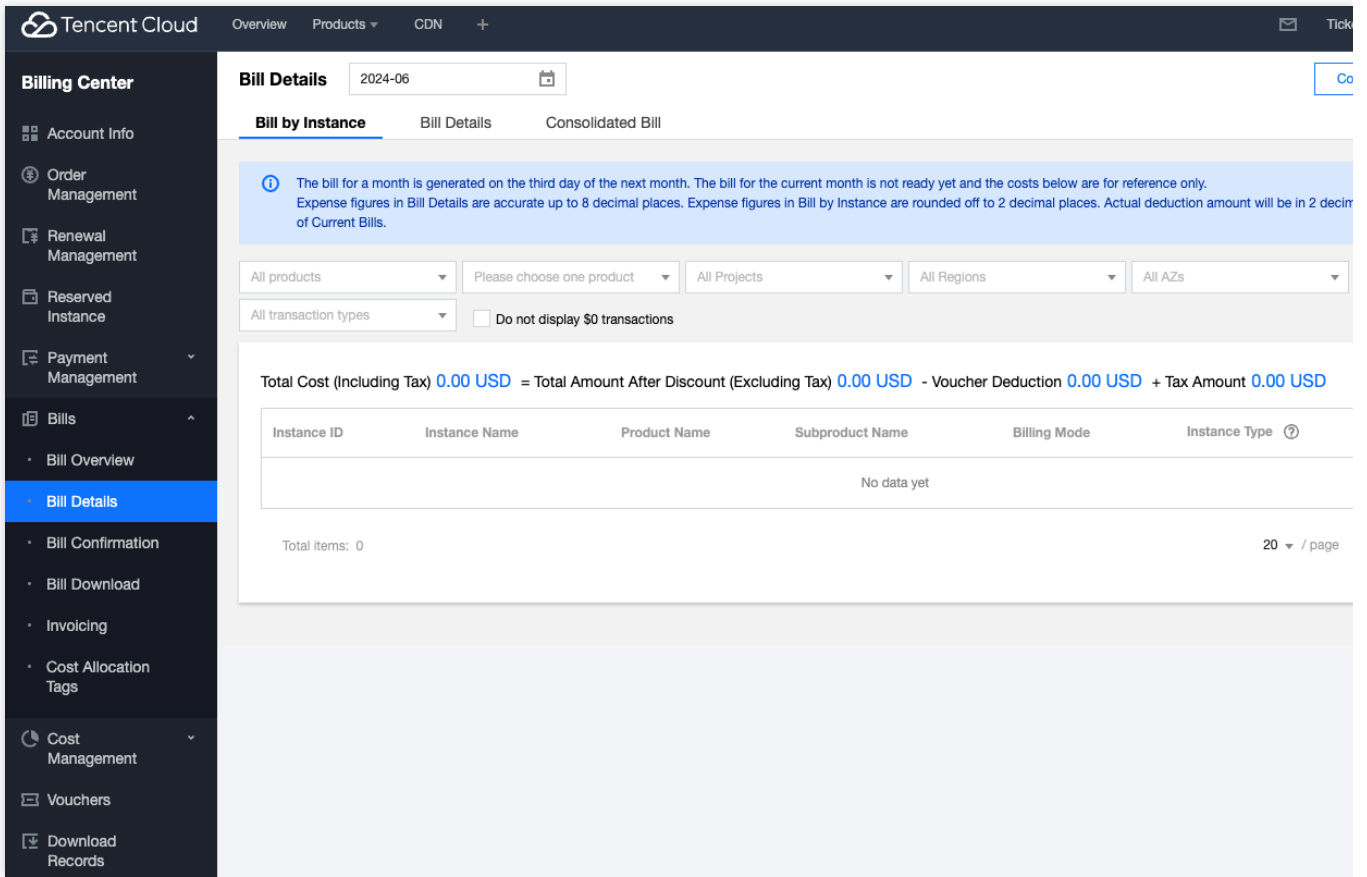 Tencent Cloud
Overview Products CDN +
Billing Center
Account Info
Order
Management
Renewal
Management
Reserved
Instance
Payment
Management
Bills
Bill Overview
Bill Details
Bill Confirmation
Bill Download
Invoicing
Cost Allocation
Tags
Cost
Management
Vouchers
Download
Records
Bill Details 2024-06
Bill by Instance Bill Details Consolidated Bill
The bill for a month is generated on the third day of the next month. The bill for the current month is not ready yet and the costs below are for reference only.
Expense figures in Bill Details are accurate up to 8 decimal places. Expense figures in Bill by Instance are rounded off to 2 decimal places. Actual deduction amount will be in 2
of Current Bills.
All products Please choose one product All Projects All Regions All AZs
All transaction types Do not display $0 transactions
Total Cost (Including Tax) 0.00 USD = Total Amount After Discount (Excluding Tax) 0.00 USD - Voucher Deduction 0.00 USD + Tax Amount 0.00 USD
Instance ID Instance Name Product Name Subproduct Name Billing Mode Instance Type
No data yet
Total items: 0 20 / page